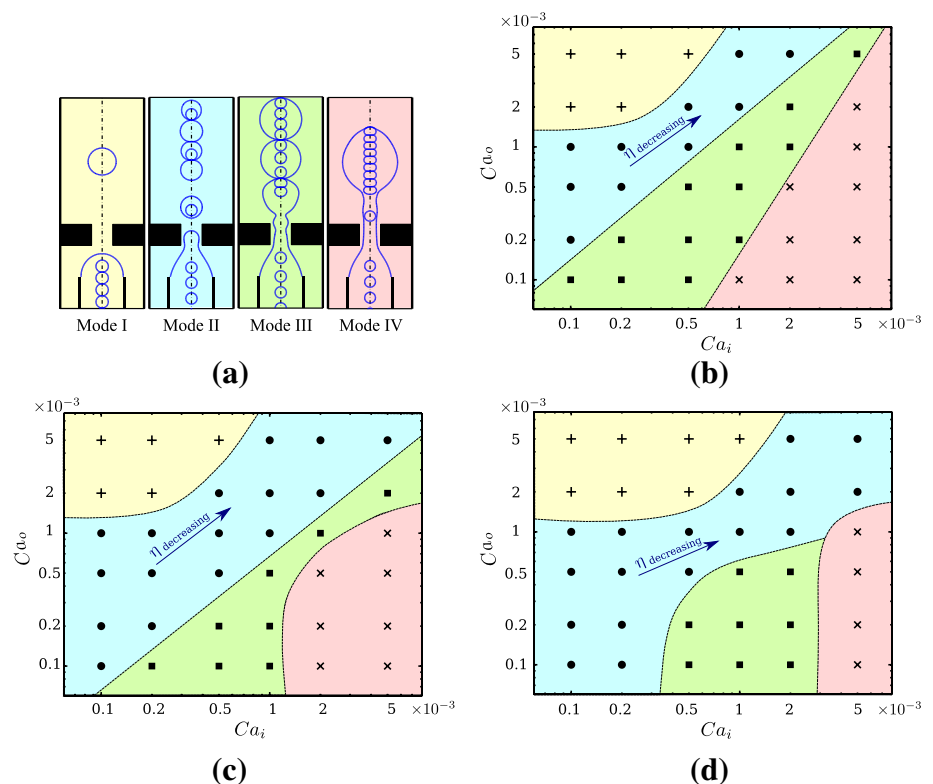 Mode I Mode II Mode III Mode IV
(a)
×10⁻³
5
2
1
0.5
0.2
0.1
Ca_o
η decreasing
0.1 0.2 0.5 1 2 5 ×10⁻³
Ca_i
(b)
×10⁻³
5
2
1
0.5
0.2
0.1
Ca_o
η decreasing
0.1 0.2 0.5 1 2 5 ×10⁻³
Ca_i
(c)
×10⁻³
5
2
1
0.5
0.2
0.1
Ca_o
η decreasing
0.1 0.2 0.5 1 2 5 ×10⁻³
Ca_i
(d)